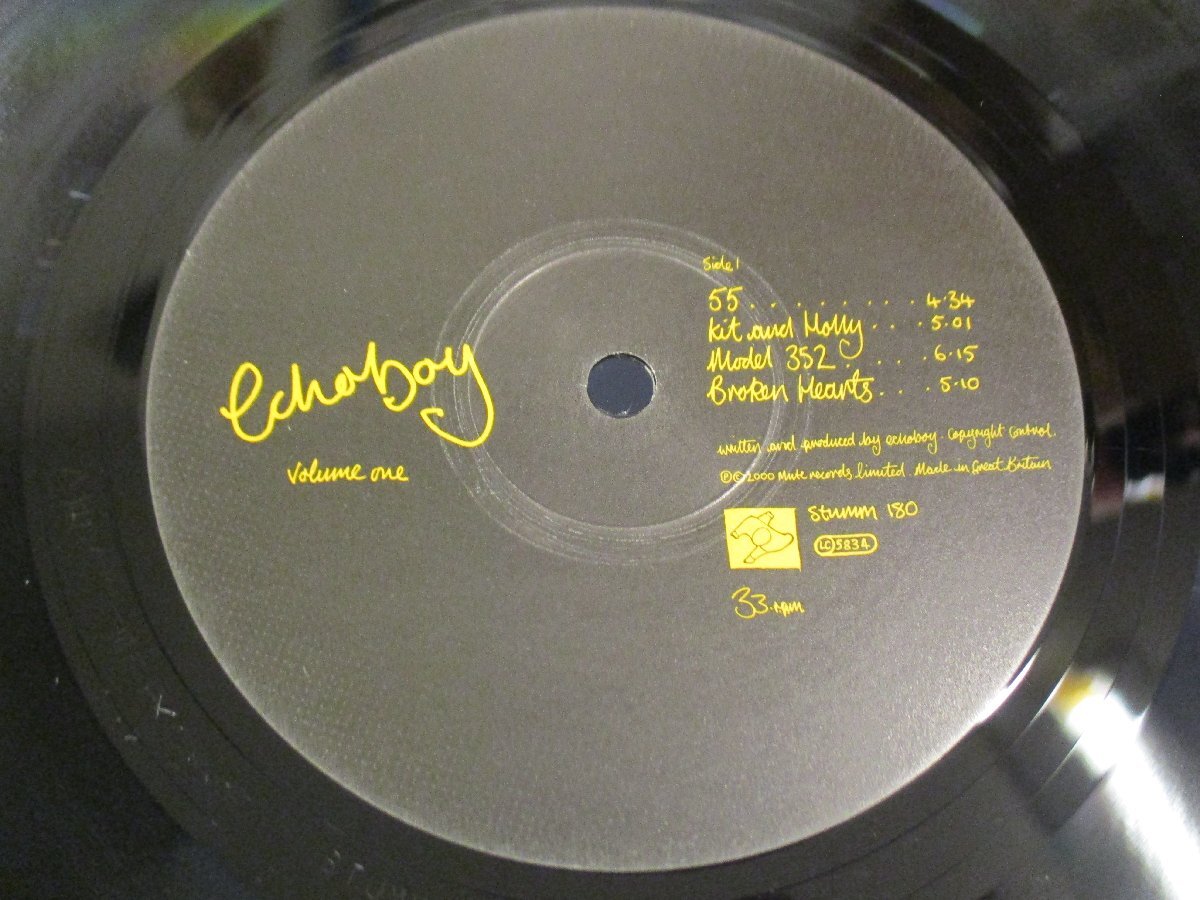 echoboy
volume one
Side 1
55 . . . . . . . . 4.34
Kit and Holly . . . 5.01
Model 352 . . . . 6.15
Broken Hearts . . . 5.10
written and produced by echoboy. Copyright Control.
℗ © 2000 Mute records limited. Made in Great Britain
Stumm 180
LC 5834
33.rpm